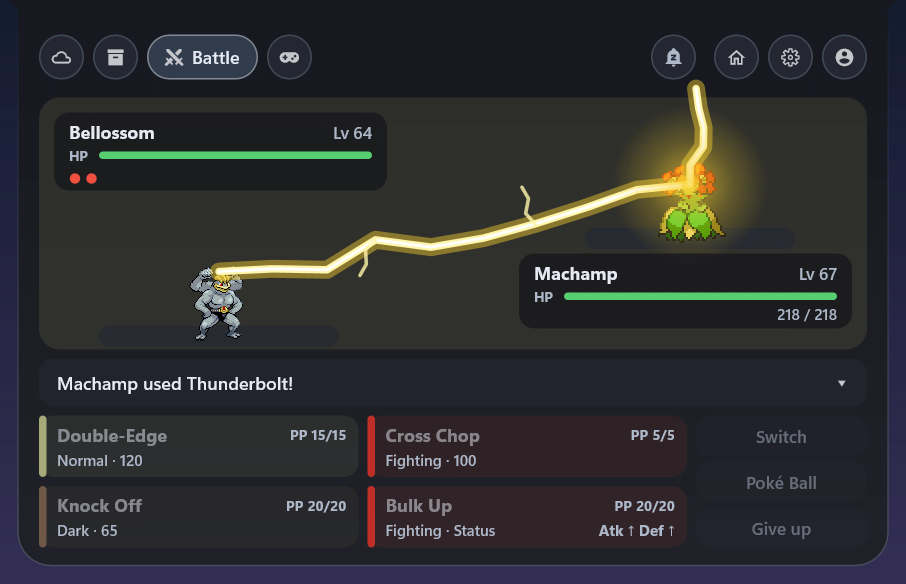 Battle
Bellossom Lv 64
HP
Machamp Lv 67
HP
218 / 218
Machamp used Thunderbolt!
Double-Edge PP 15/15
Normal · 120
Cross Chop PP 5/5
Fighting · 100
Knock Off PP 20/20
Dark · 65
Bulk Up PP 20/20
Fighting · Status Atk ↑ Def ↑
Switch
Poké Ball
Give up